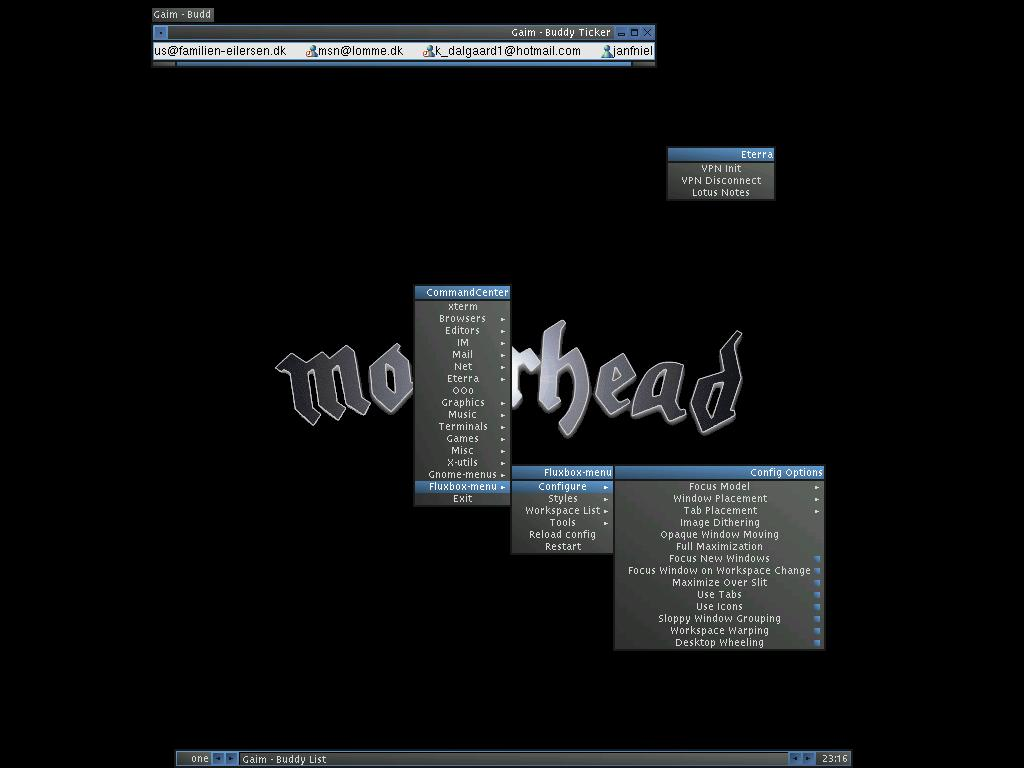 Gaim - Budd
Gaim - Buddy Ticker
us@familien-eilersen.dk msn@lomme.dk k_dalgaard1@hotmail.com janfniel
Eterra
VPN Init
VPN Disconnect
Lotus Notes
CommandCenter
xterm
Browsers
Editors
IM
Mail
Net
Eterra
OOo
Graphics
Music
Terminals
Games
Misc
X-utils
Gnome-menus
Fluxbox-menu
Exit
mo rhead
Fluxbox-menu
Configure
Styles
Workspace List
Tools
Reload config
Restart
Config Options
Focus Model
Window Placement
Tab Placement
Image Dithering
Opaque Window Moving
Full Maximization
Focus New Windows
Focus Window on Workspace Change
Maximize Over Slit
Use Tabs
Use Icons
Sloppy Window Grouping
Workspace Warping
Desktop Wheeling
one Gaim - Buddy List 23:16